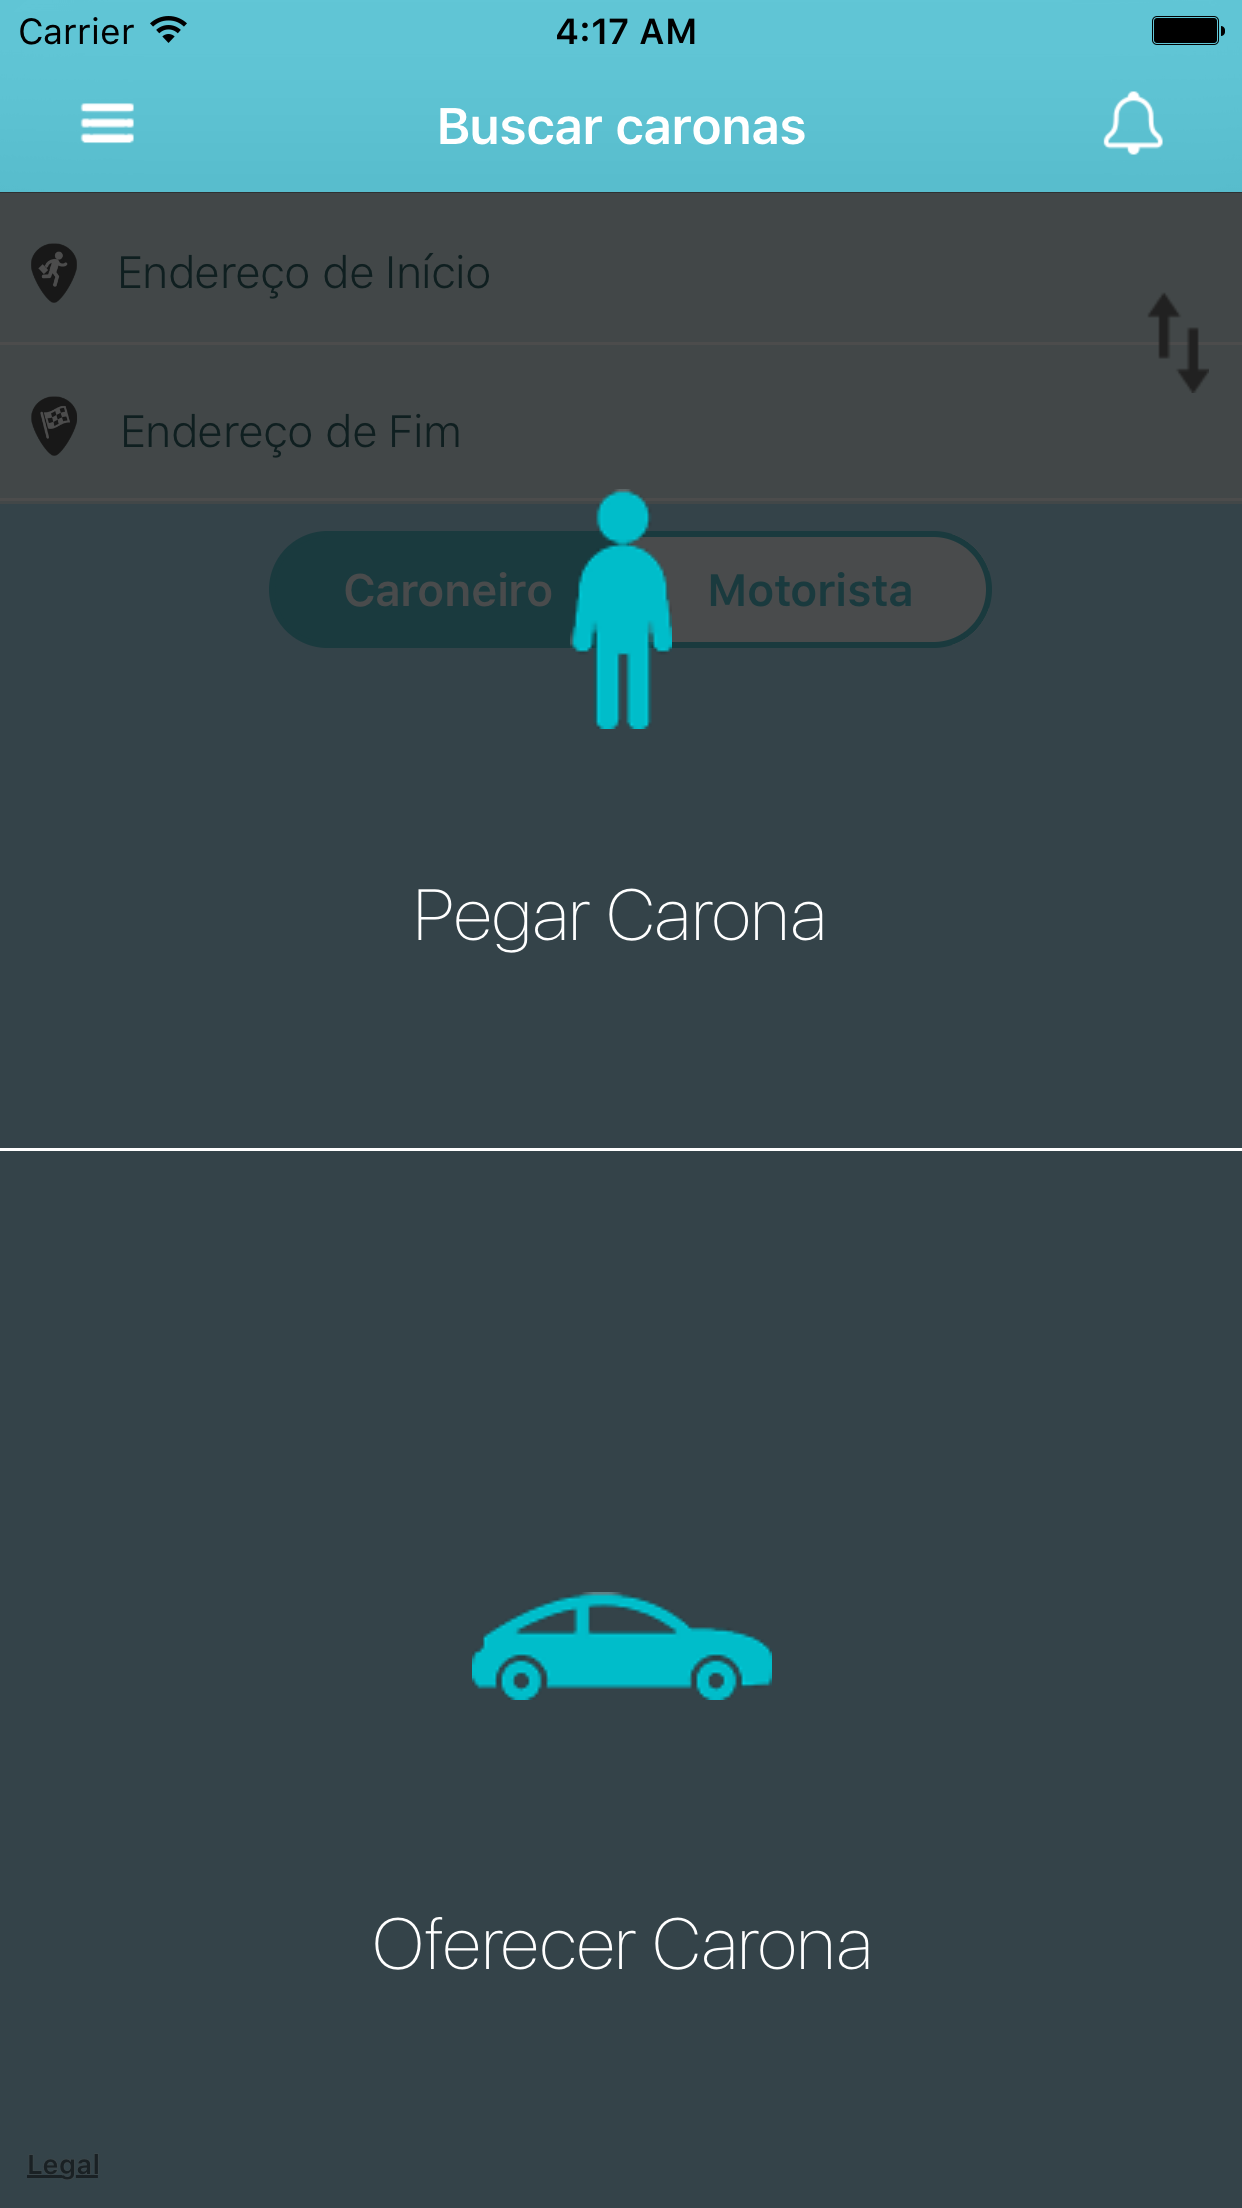 Carrier 4:17 AM
Buscar caronas
Endereço de Início
Endereço de Fim
Caroneiro Motorista
Pegar Carona
Oferecer Carona
Legal